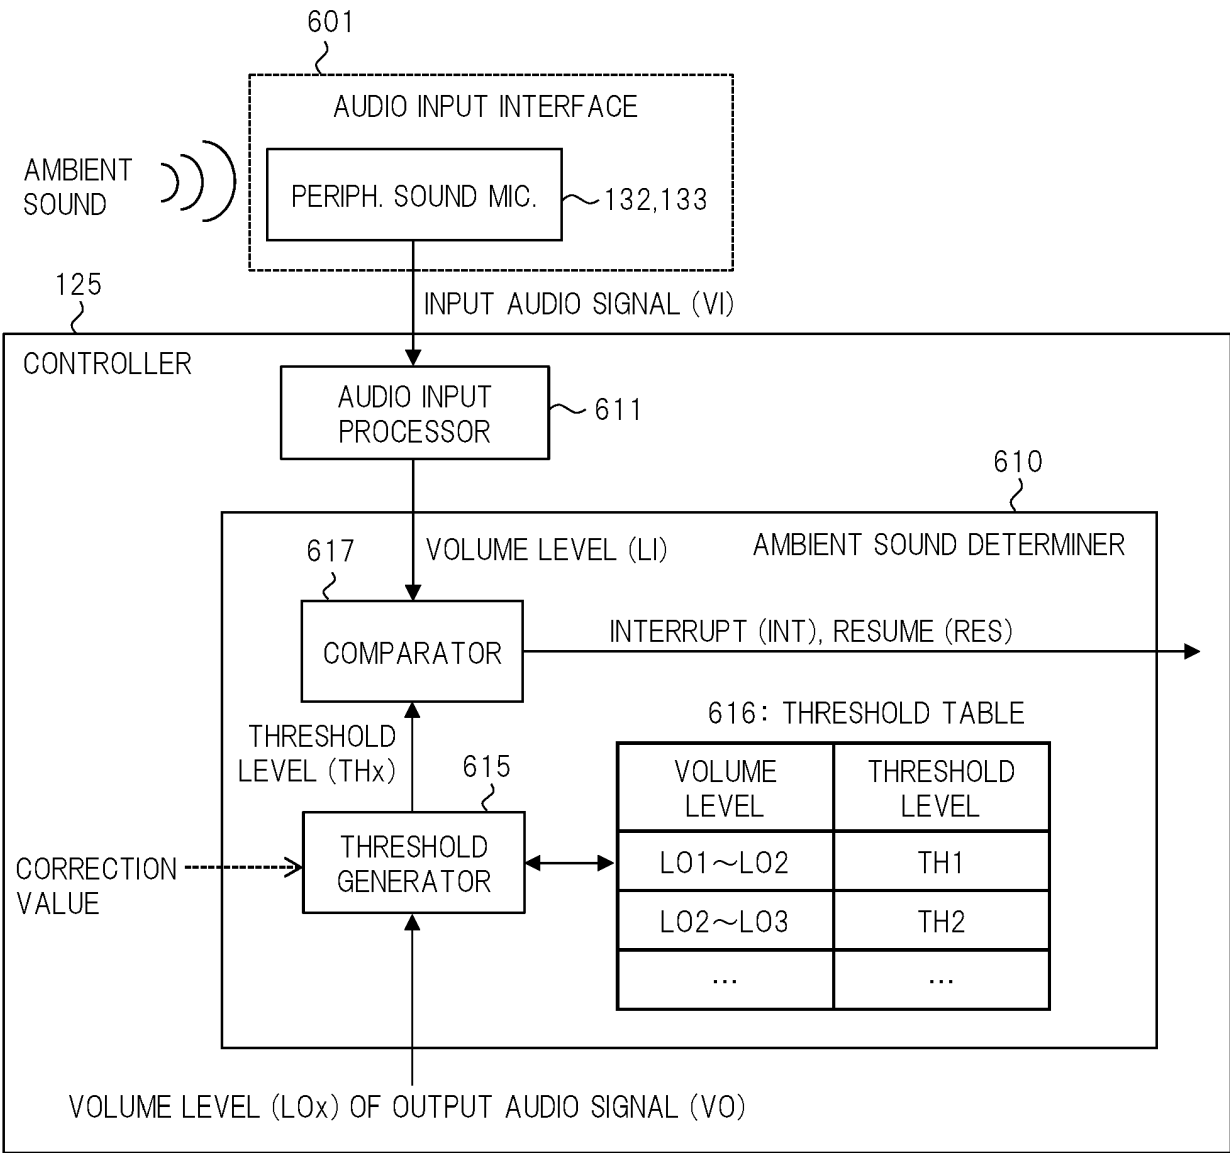 601
AUDIO INPUT INTERFACE
AMBIENT
SOUND
PERIPH. SOUND MIC.
132,133
125
INPUT AUDIO SIGNAL (VI)
CONTROLLER
AUDIO INPUT
PROCESSOR
611
610
617
VOLUME LEVEL (LI)
AMBIENT SOUND DETERMINER
COMPARATOR
INTERRUPT (INT), RESUME (RES)
THRESHOLD
LEVEL (THx)
615
616: THRESHOLD TABLE
VOLUME
LEVEL
THRESHOLD
LEVEL
CORRECTION
VALUE
THRESHOLD
GENERATOR
LO1~LO2
TH1
LO2~LO3
TH2
...
...
VOLUME LEVEL (LOx) OF OUTPUT AUDIO SIGNAL (VO)